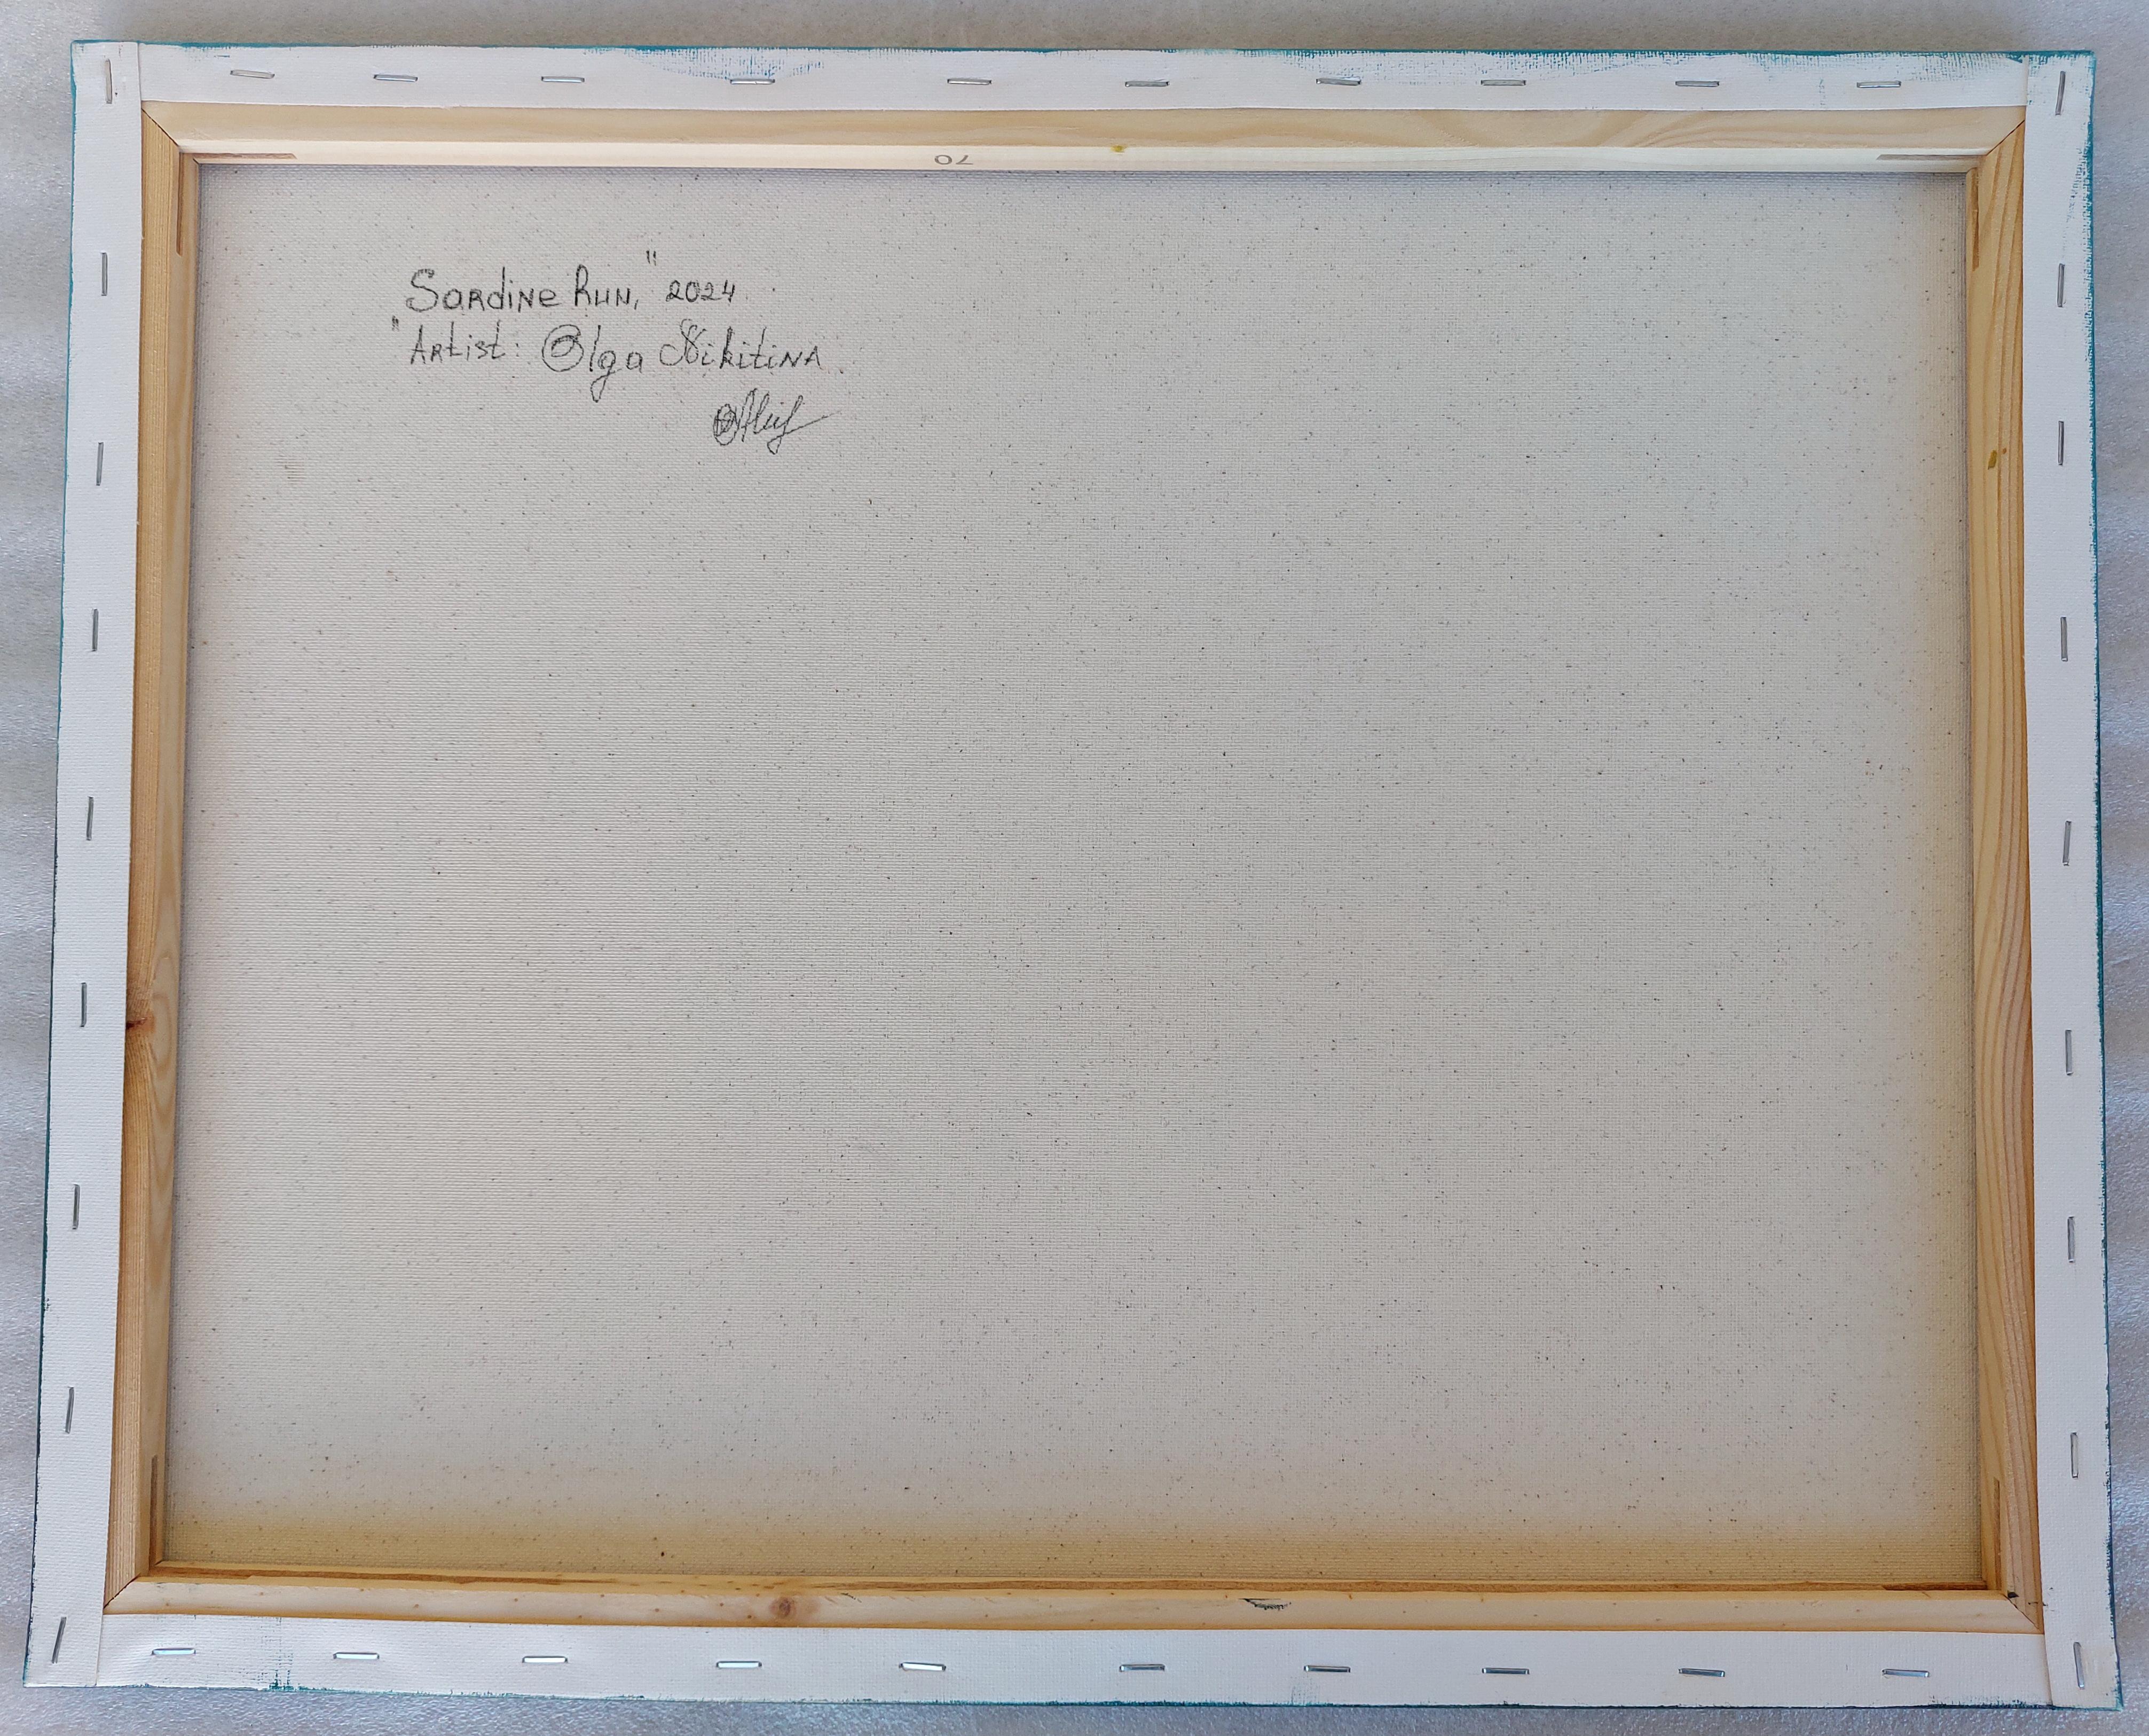 70
Sardine Run," 2024
"Artist: Olga Nikitina